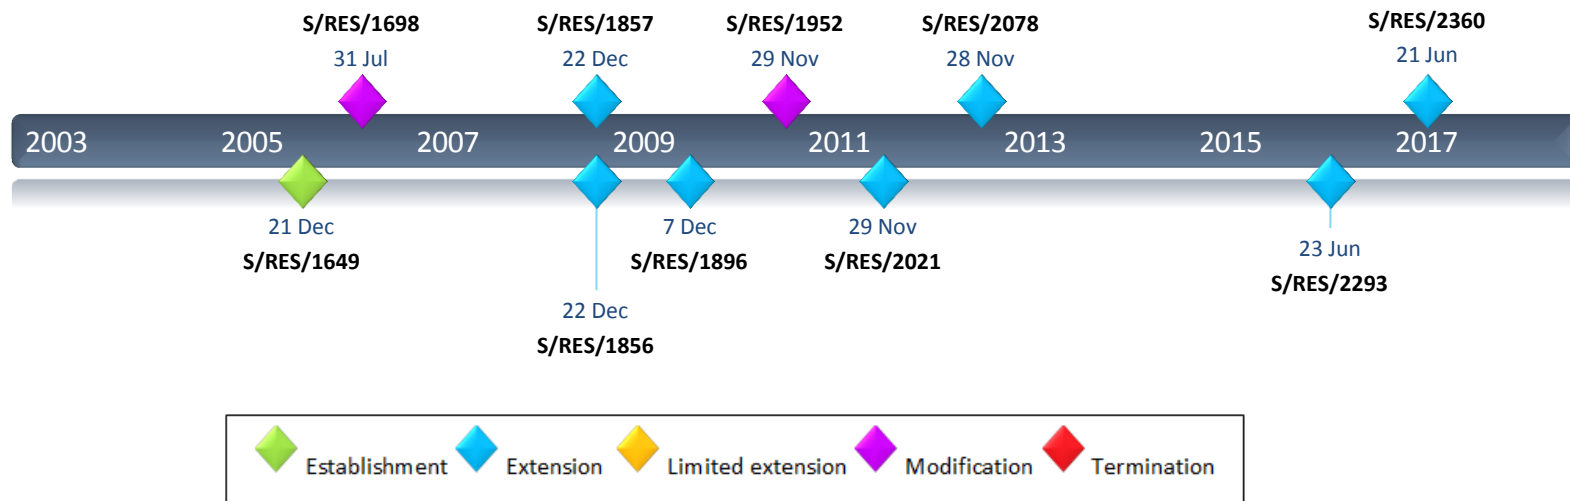 S/RES/1698 S/RES/1857 S/RES/1952 S/RES/2078 S/RES/2360
31 Jul 22 Dec 29 Nov 28 Nov 21 Jun
2003 2005 2007 2009 2011 2013 2015 2017
21 Dec 7 Dec 29 Nov 23 Jun
S/RES/1649 S/RES/1896 S/RES/2021 S/RES/2293
22 Dec
S/RES/1856
Establishment Extension Limited extension Modification Termination